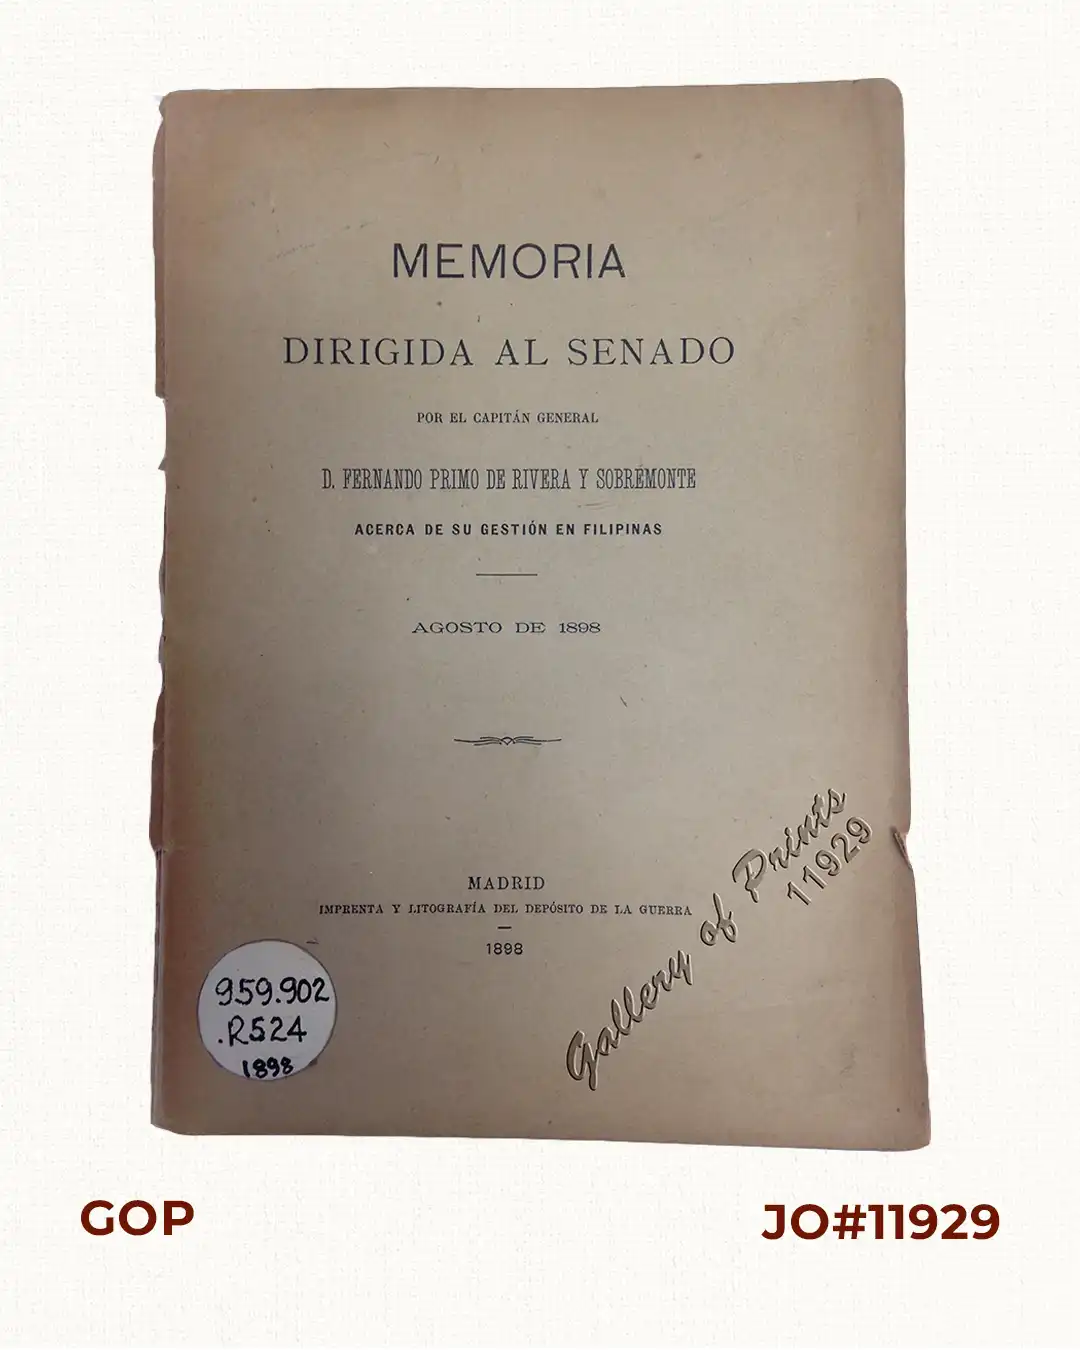 MEMORIA
DIRIGIDA AL SENADO
POR EL CAPITÁN GENERAL
D. FERNANDO PRIMO DE RIVERA Y SOBREMONTE
ACERCA DE SU GESTIÓN EN FILIPINAS
AGOSTO DE 1898
MADRID
IMPRENTA Y LITOGRAFÍA DEL DEPÓSITO DE LA GUERRA
1898
959.902
.R524
1898
Gallery of Prints
11929
GOP
JO#11929